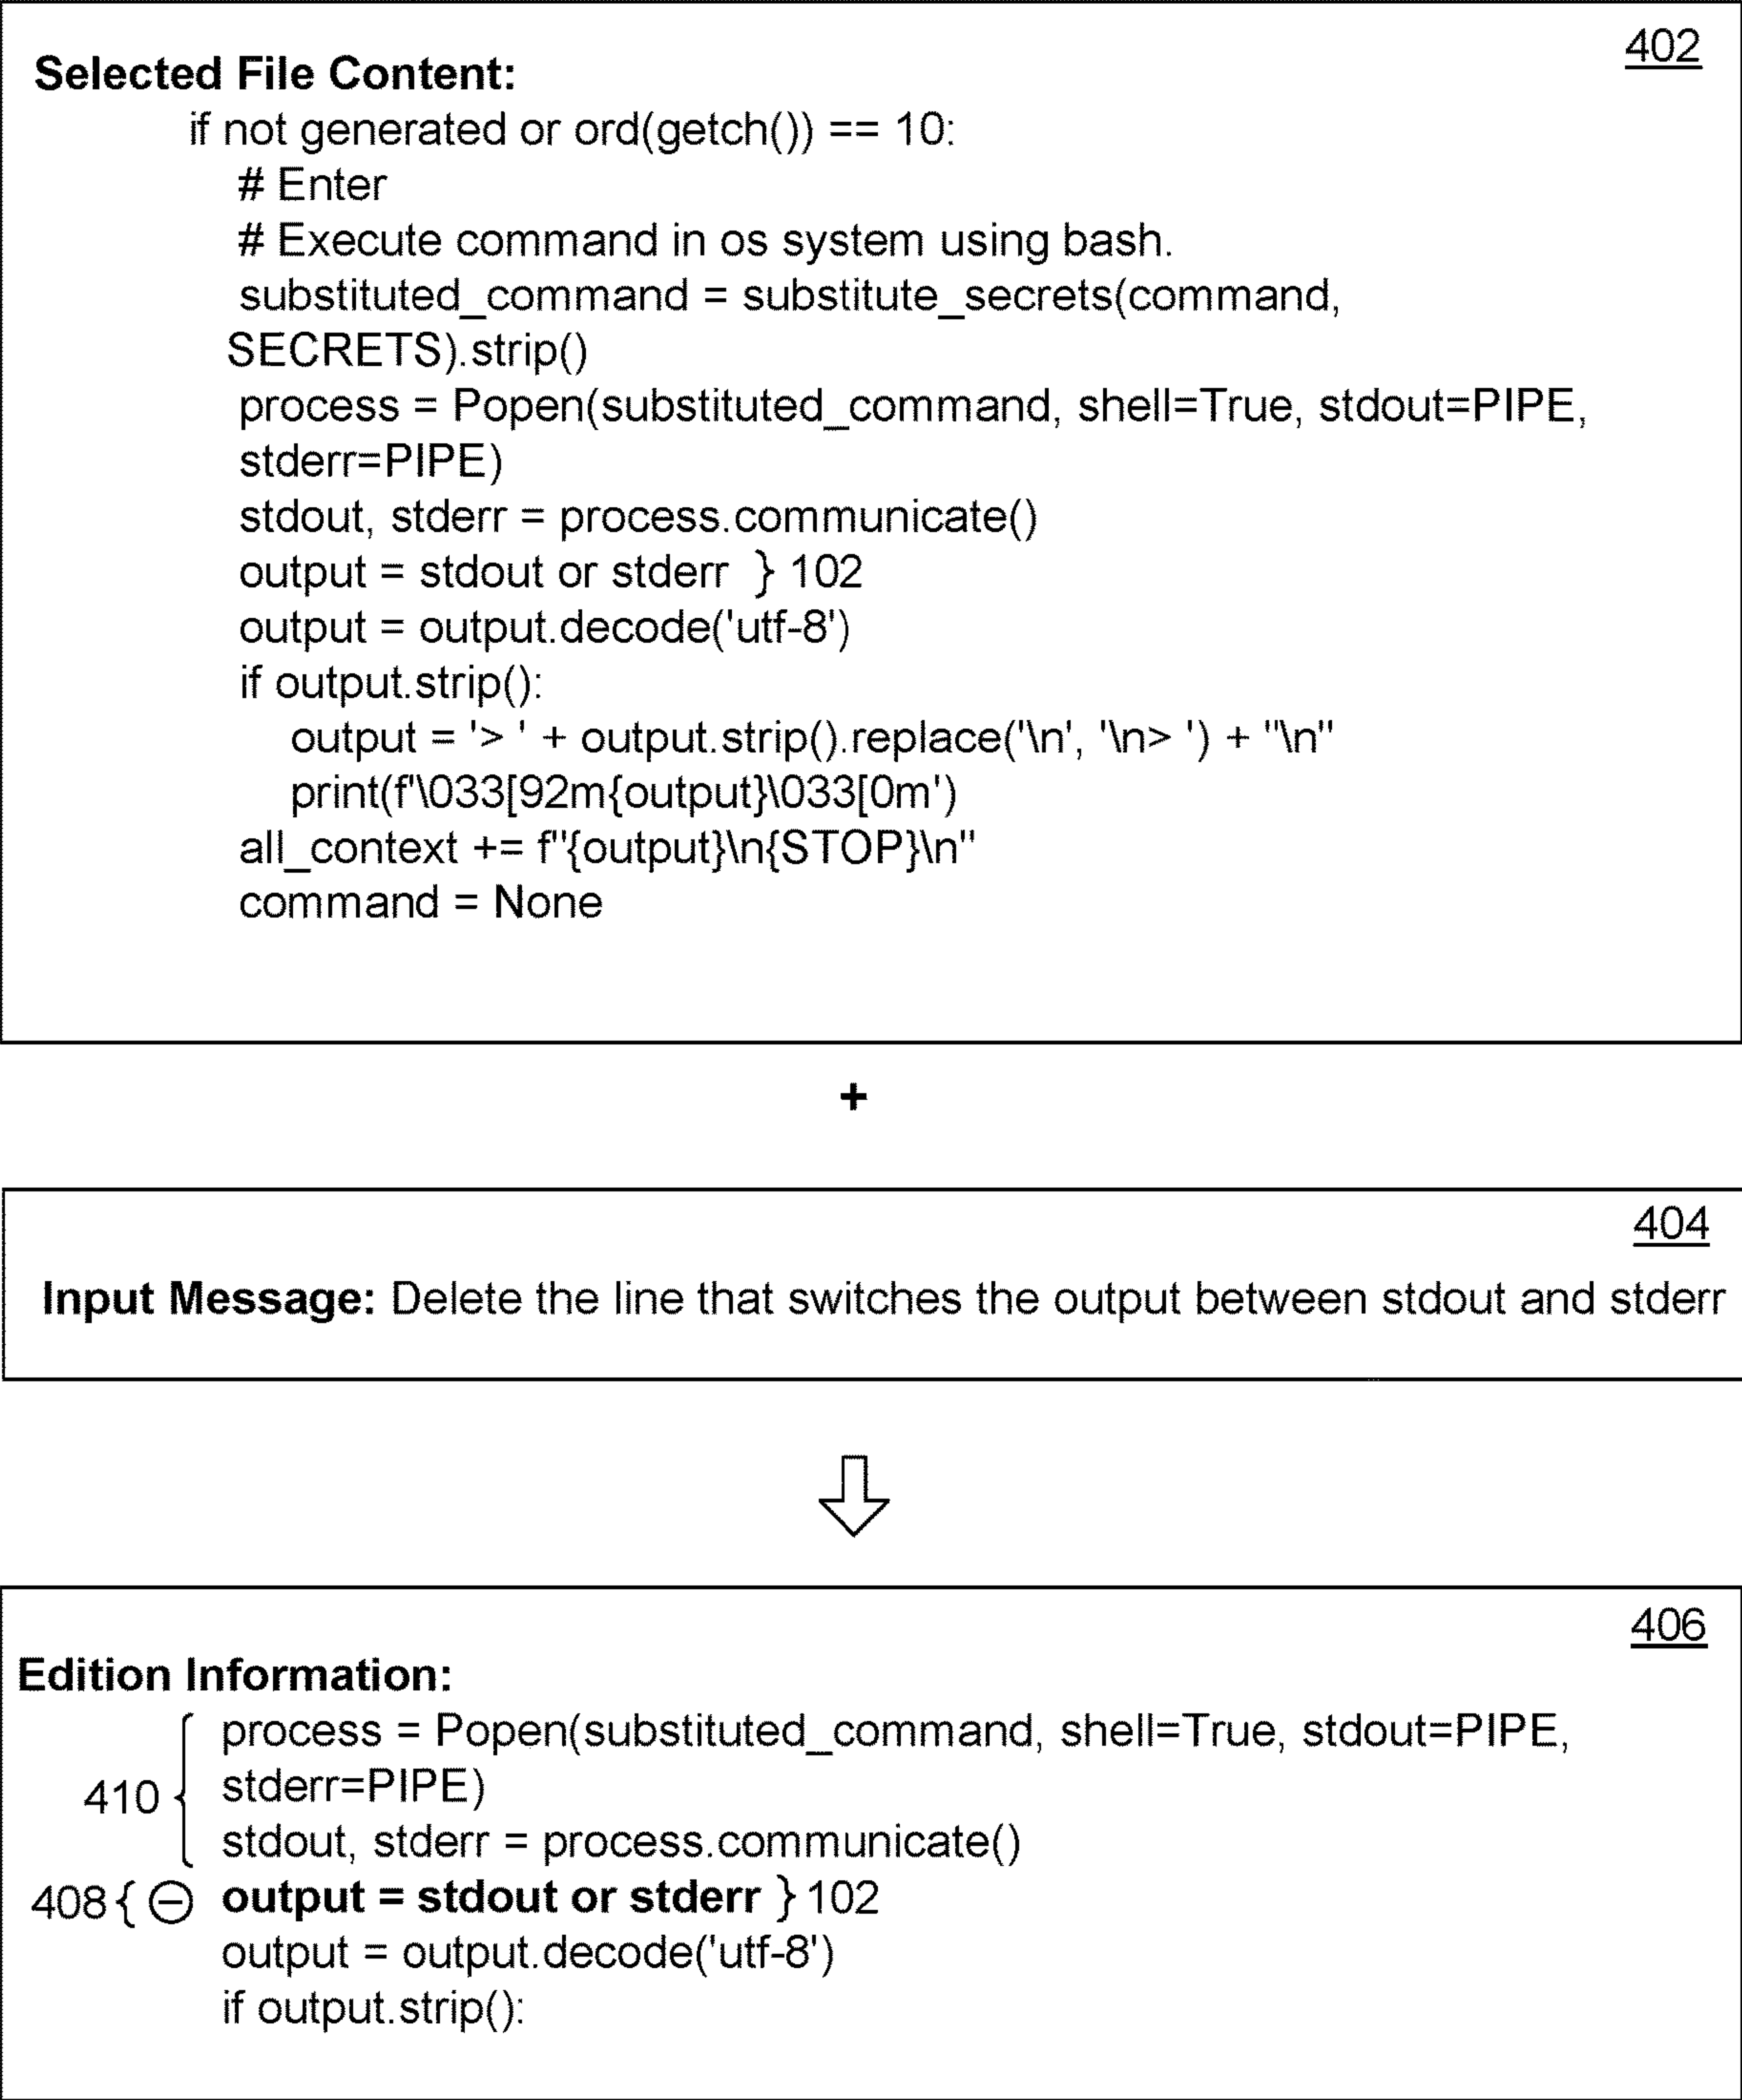 402
Selected File Content:
if not generated or ord(getch()) == 10:
# Enter
# Execute command in os system using bash.
substituted_command = substitute_secrets(command,
SECRETS).strip()
process = Popen(substituted_command, shell=True, stdout=PIPE,
stderr=PIPE)
stdout, stderr = process.communicate()
output = stdout or stderr } 102
output = output.decode('utf-8')
if output.strip():
output = '> ' + output.strip().replace('\n', '\n> ') + "\n"
print(f'\033[92m{output}\033[0m')
all_context += f"{output}\n{STOP}\n"
command = None
+
404
Input Message: Delete the line that switches the output between stdout and stderr
406
Edition Information:
process = Popen(substituted_command, shell=True, stdout=PIPE,
410 { stderr=PIPE)
stdout, stderr = process.communicate()
408 { ⊖ output = stdout or stderr } 102
output = output.decode('utf-8')
if output.strip():